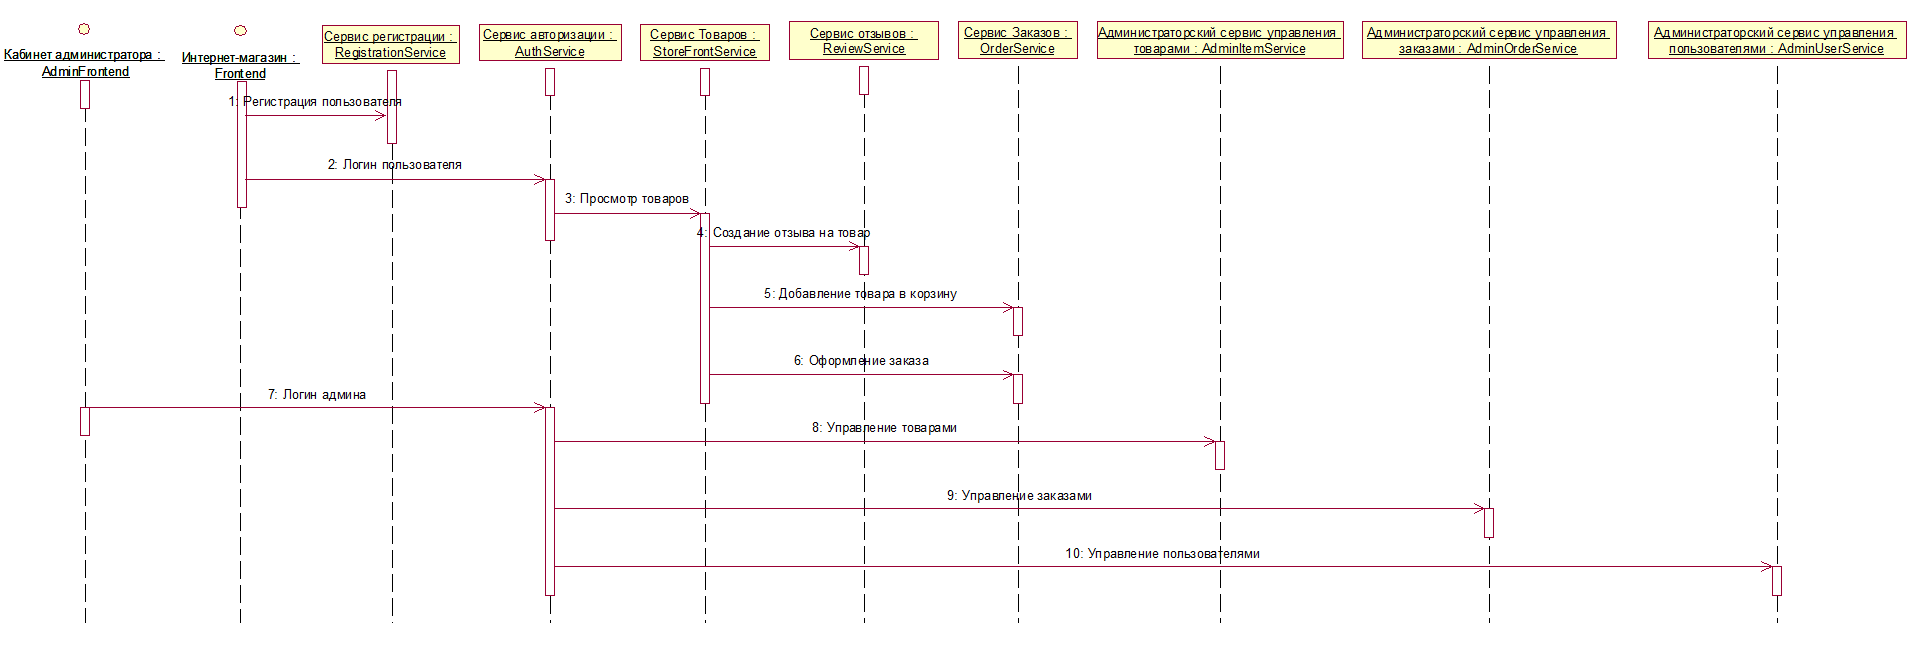 Кабинет администратора :
AdminFrontend
Интернет-магазин :
Frontend
Сервис регистрации :
RegistrationService
Сервис авторизации :
AuthService
Сервис Товаров :
StoreFrontService
Сервис отзывов :
ReviewService
Сервис Заказов :
OrderService
Администраторский сервис управления
товарами : AdminItemService
Администраторский сервис управления
заказами : AdminOrderService
Администраторский сервис управления
пользователями : AdminUserService
1: Регистрация пользователя
2: Логин пользователя
3: Просмотр товаров
4: Создание отзыва на товар
5: Добавление товара в корзину
6: Оформление заказа
7: Логин админа
8: Управление товарами
9: Управление заказами
10: Управление пользователями